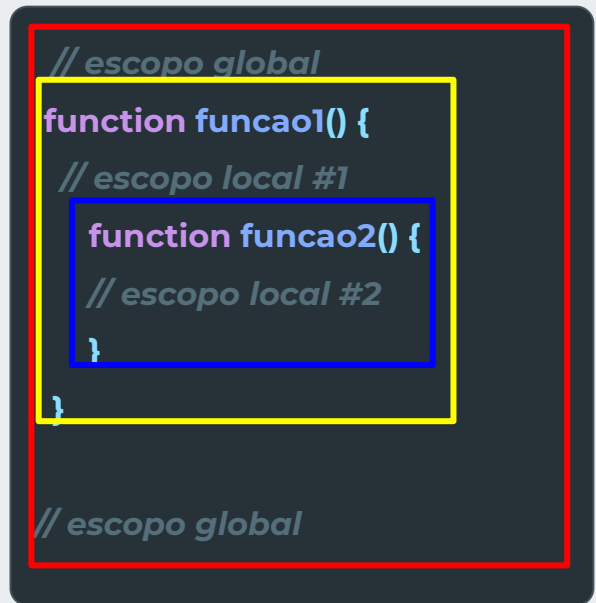 // escopo global
function funcao1() {
// escopo local #1
function funcao2() {
// escopo local #2
}
}
// escopo global